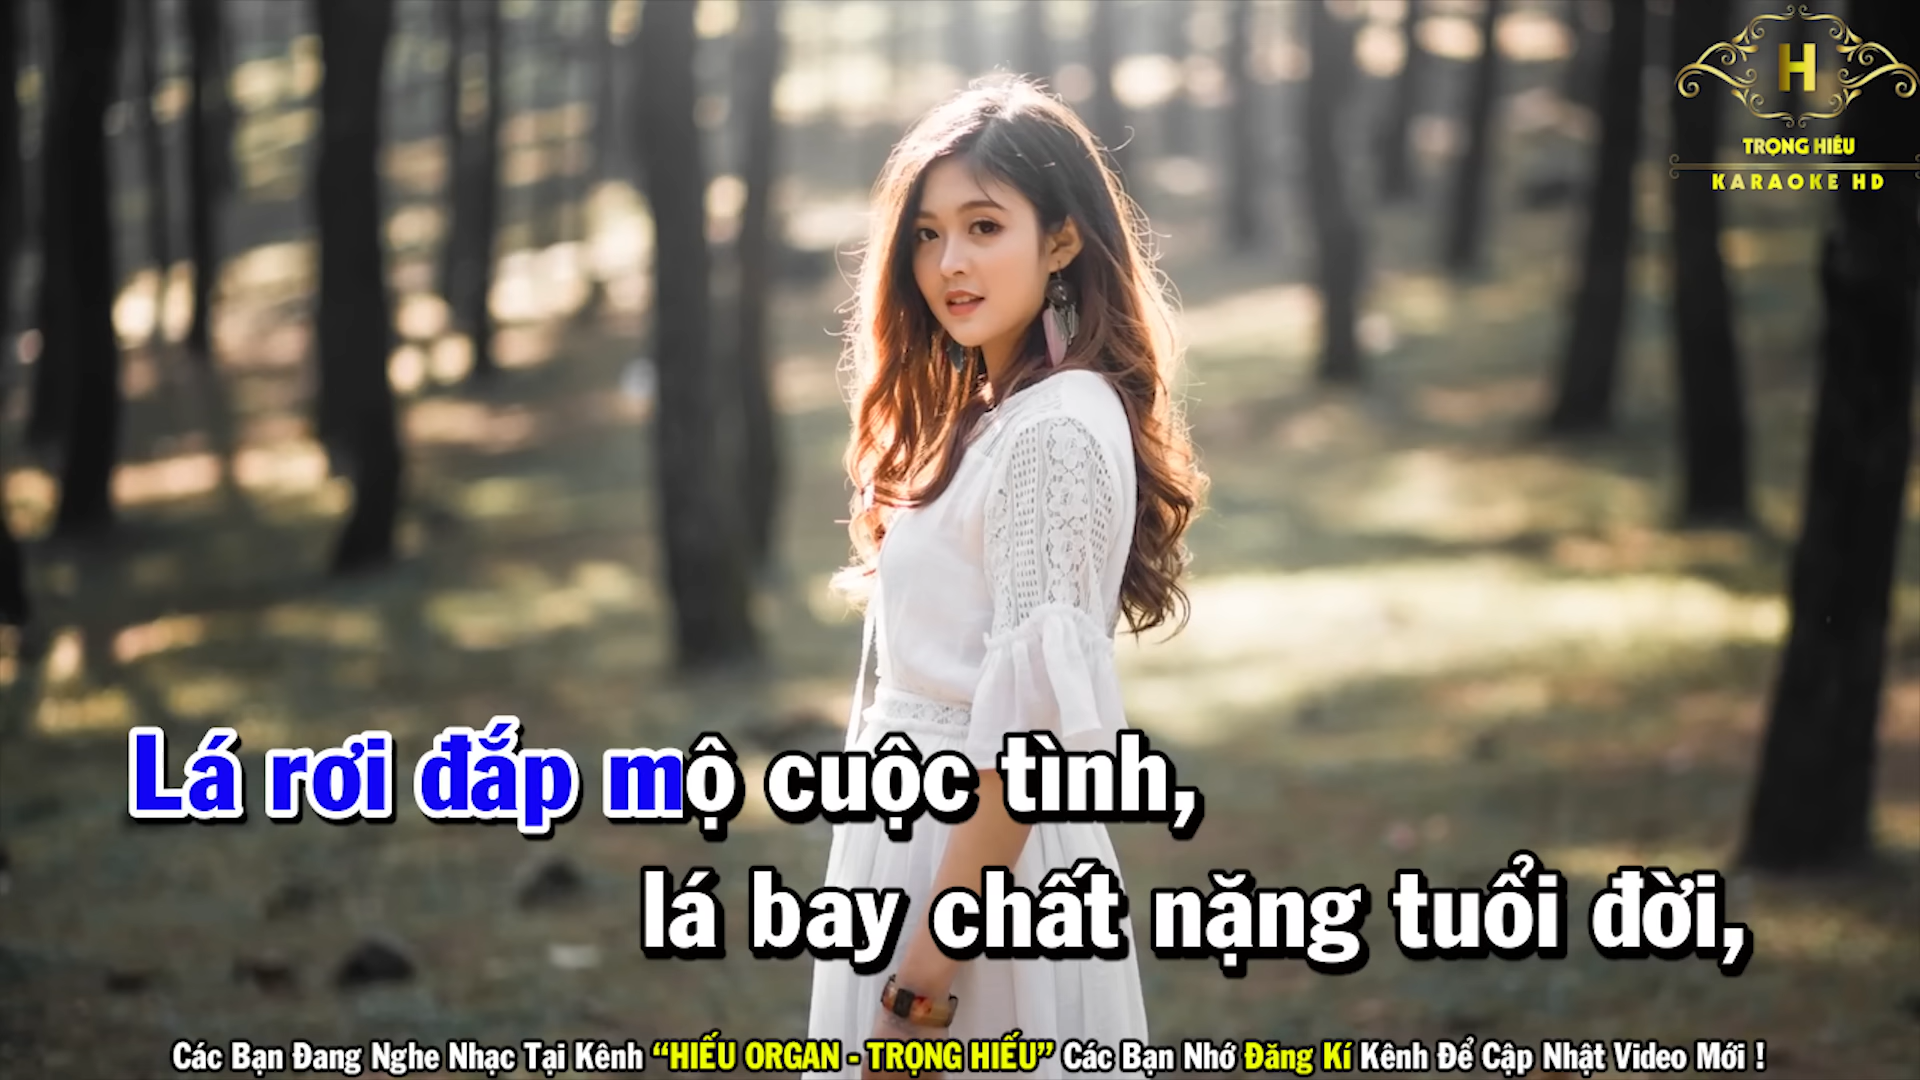 H
TRỌNG HIẾU
KARAOKE HD
Lá rơi đắp mộ cuộc tình,
lá bay chất nặng tuổi đời,
Các Bạn Đang Nghe Nhạc Tại Kênh “HIẾU ORGAN - TRỌNG HIẾU” Các Bạn Nhớ Đăng Kí Kênh Để Cập Nhật Video Mới !